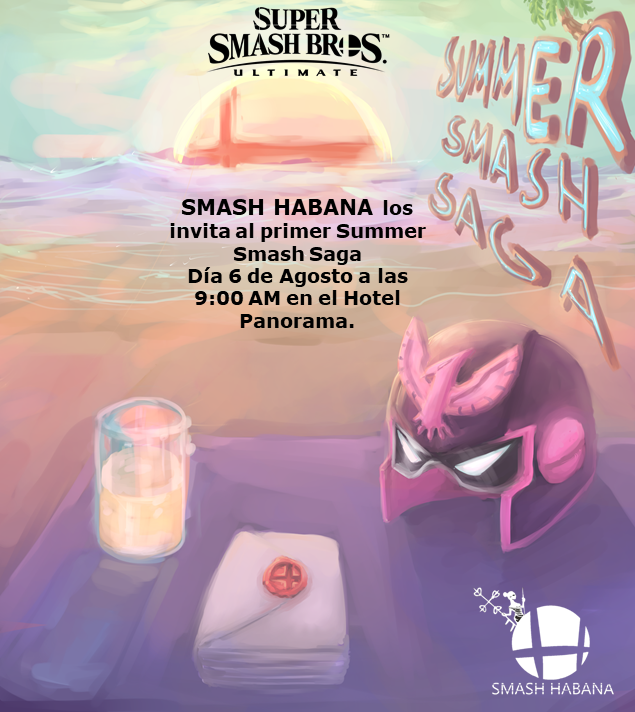 SUPER
SMASH BROS.™
ULTIMATE
SUMMER
SMASH
SAGA
SMASH HABANA los
invita al primer Summer
Smash Saga
Día 6 de Agosto a las
9:00 AM en el Hotel
Panorama.
SMASH HABANA